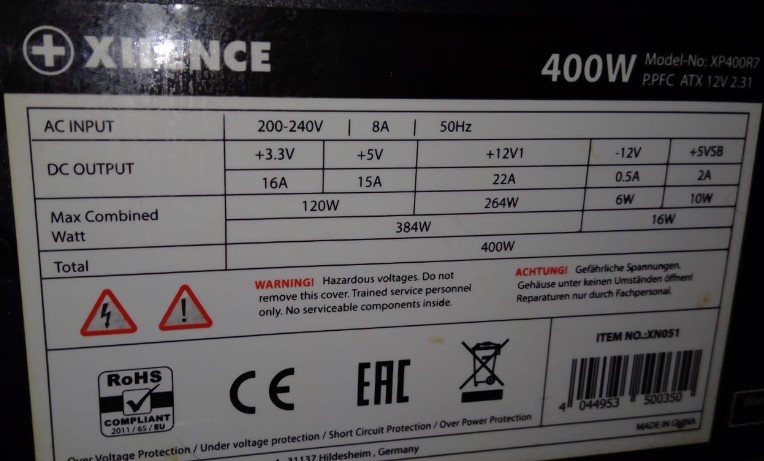 XILENCE
400W
Model-No: XP400R7
P.PFC ATX 12V 2.31
AC INPUT 200-240V | 8A | 50Hz
DC OUTPUT +3.3V +5V +12V1 -12V +5VSB
16A 15A 22A 0.5A 2A
Max Combined Watt 120W 264W 6W 10W
384W 16W
Total 400W
WARNING! Hazardous voltages. Do not
remove this cover. Trained service personnel
only. No serviceable components inside.
ACHTUNG! Gefährliche Spannungen.
Gehäuse unter keinen Umständen öffnen!
Reparaturen nur durch Fachpersonal.
RoHS
COMPLIANT
2011/65/EU
CE
EAC
ITEM NO.:XN051
4 044953 500350
MADE IN CHINA
Over Voltage Protection / Under voltage protection / Short Circuit Protection / Over Power Protection
31137 Hildesheim, Germany